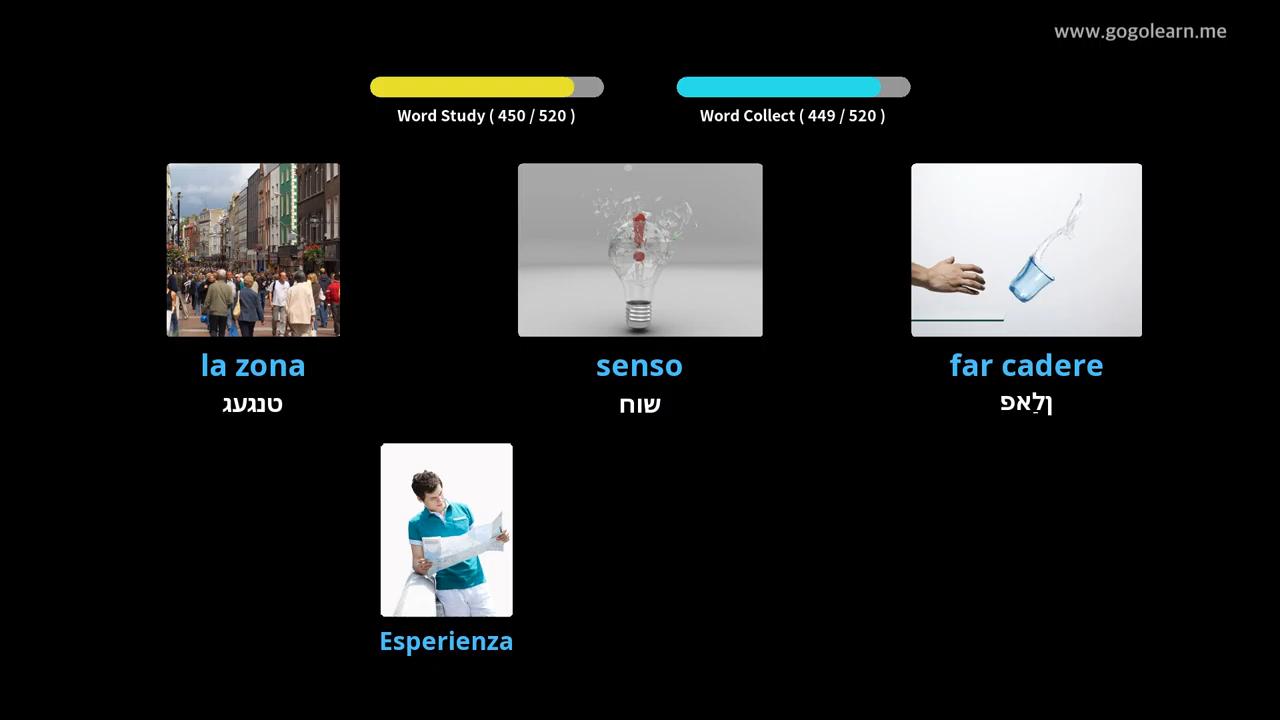 www.gogolearn.me
Word Study ( 450 / 520 )
Word Collect ( 449 / 520 )
la zona
טנגעג
senso
שוח
far cadere
ןלַאפ
Esperienza